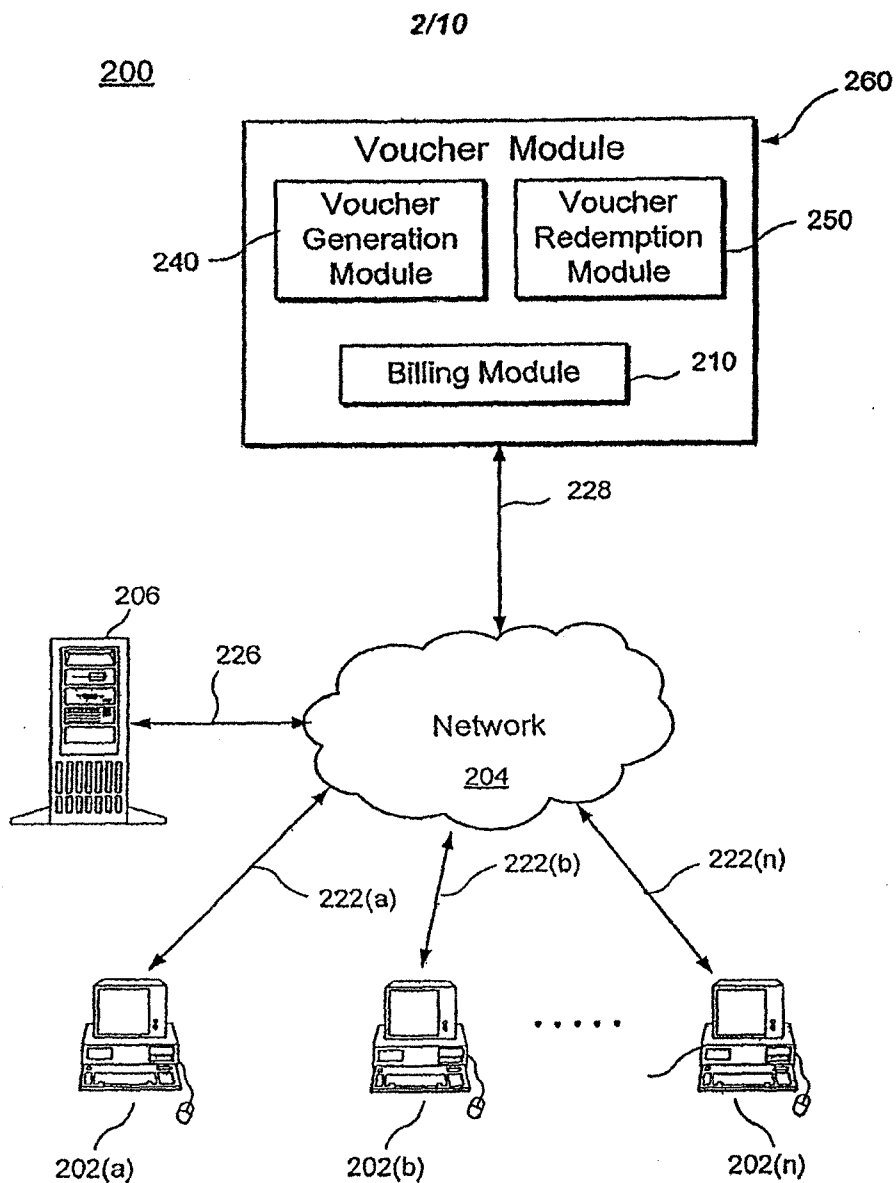 2/10
200
260
Voucher Module
Voucher
Generation
Module
Voucher
Redemption
Module
240
250
Billing Module
210
228
206
226
Network
204
222(a)
222(b)
222(n)
202(a)
202(b)
202(n)